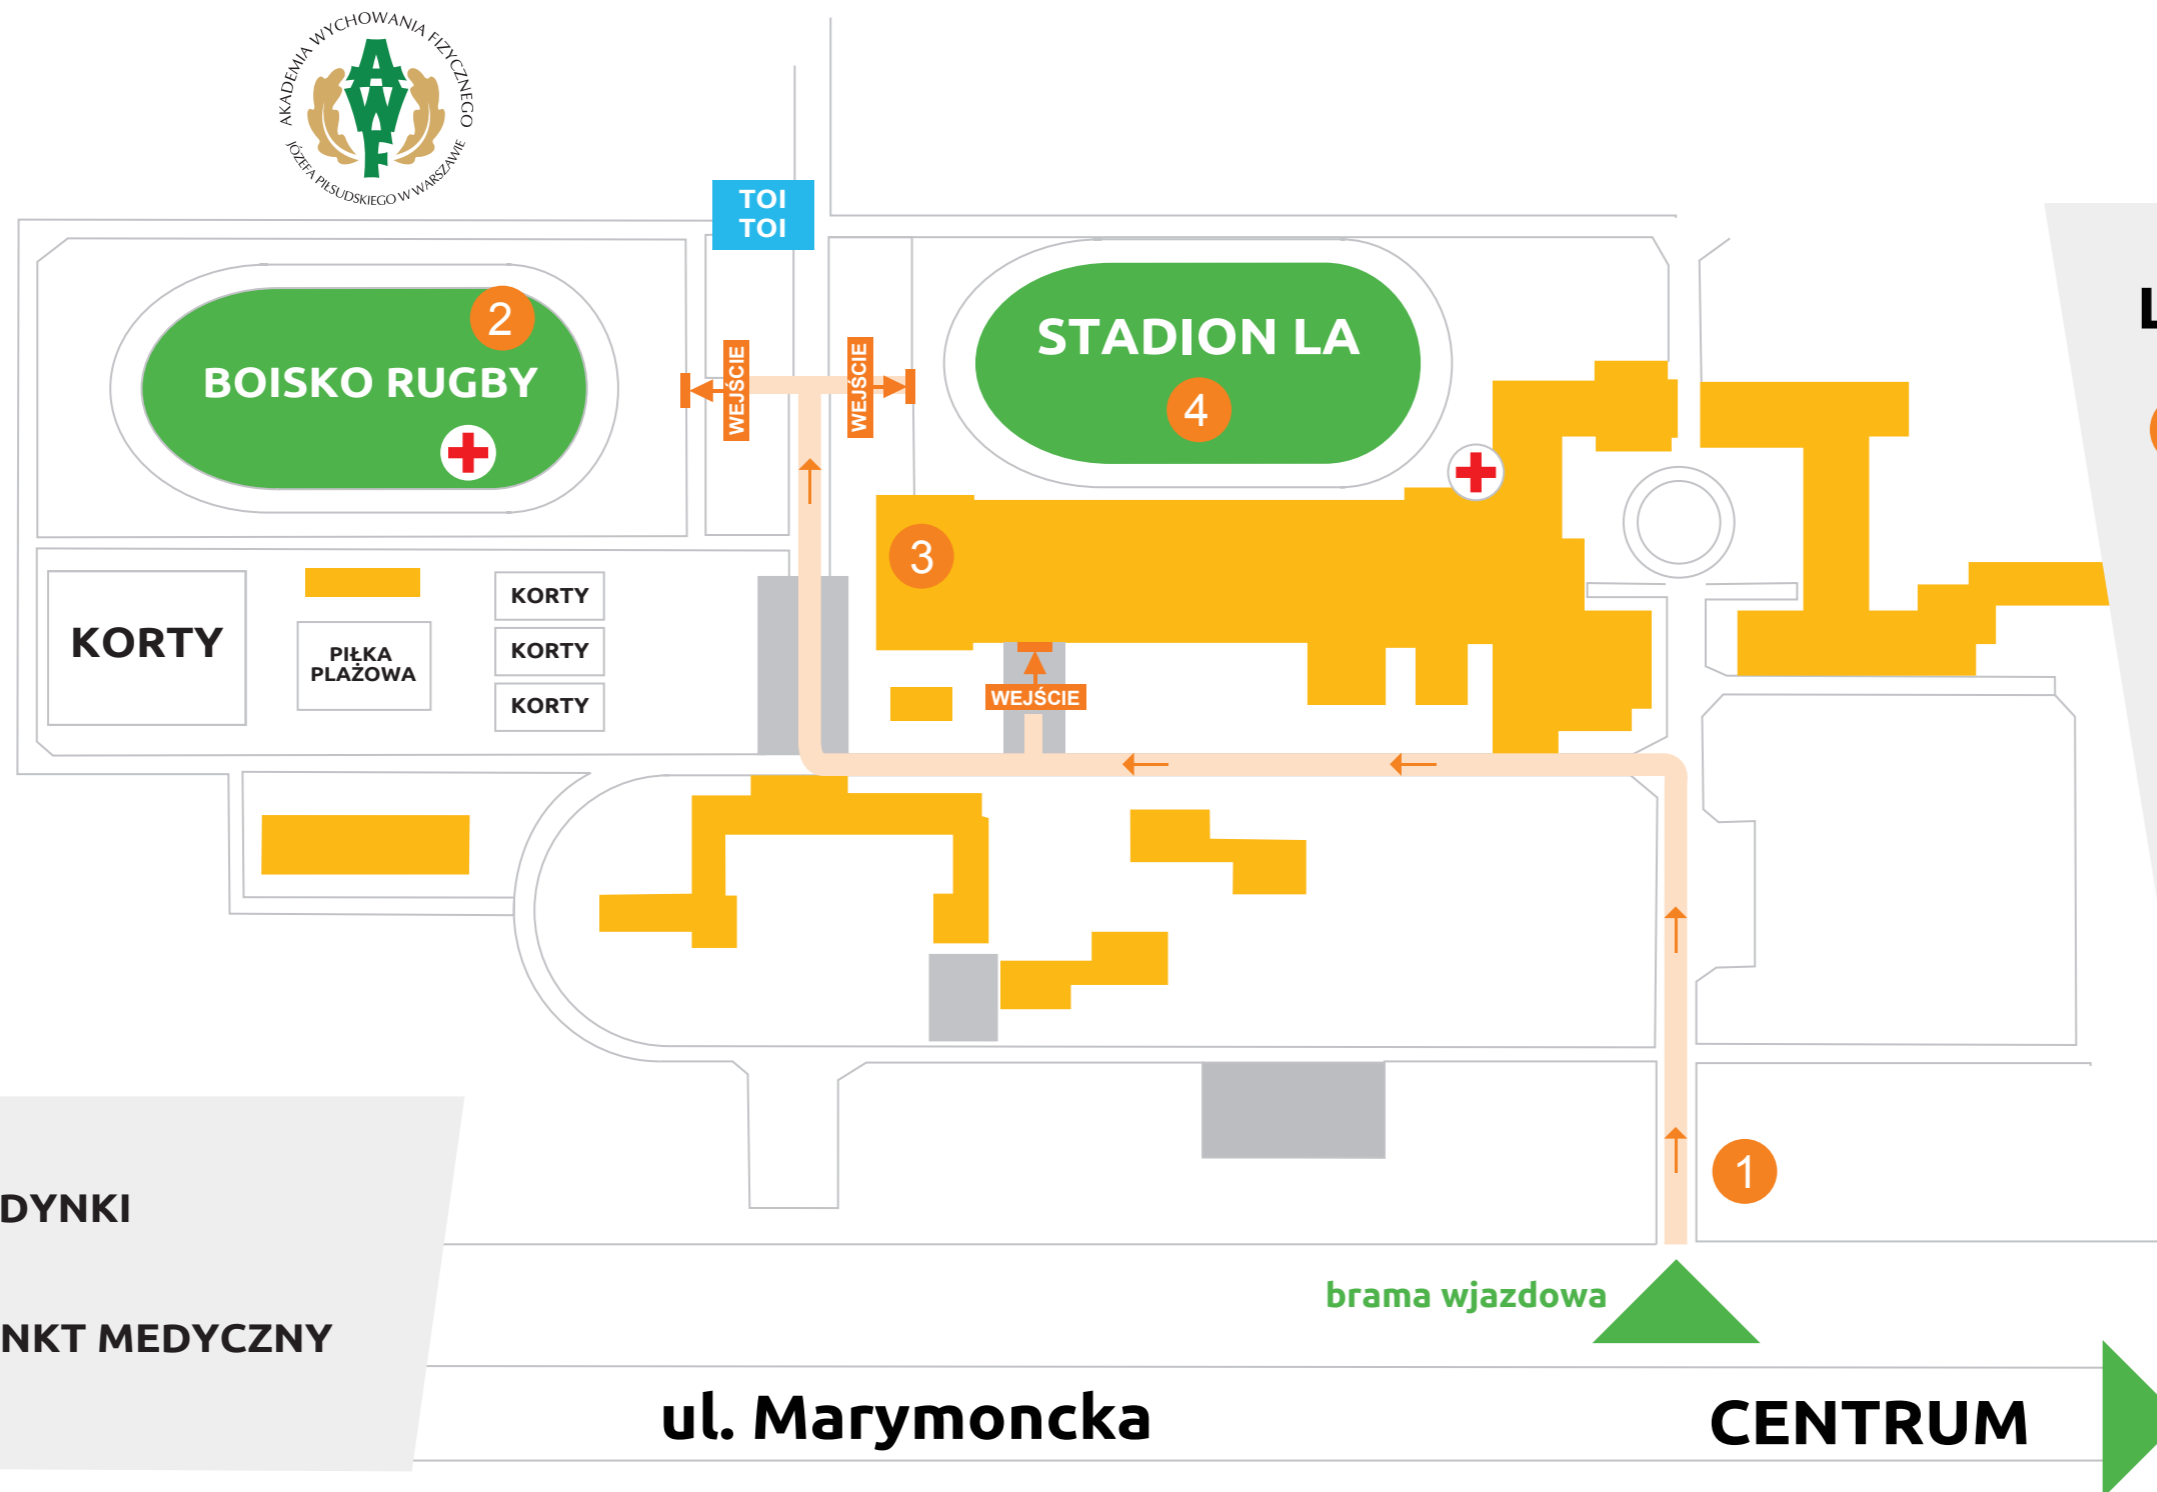 AKADEMIA WYCHOWANIA FIZYCZNEGO
JÓZEFA PIŁSUDSKIEGO W WARSZAWIE
TOI
TOI
L
2
BOISKO RUGBY
WEJŚCIE
WEJŚCIE
STADION LA
4
3
KORTY
PIŁKA
PLAŻOWA
KORTY
KORTY
KORTY
WEJŚCIE
1
DYNKI
NKT MEDYCZNY
brama wjazdowa
ul. Marymoncka
CENTRUM